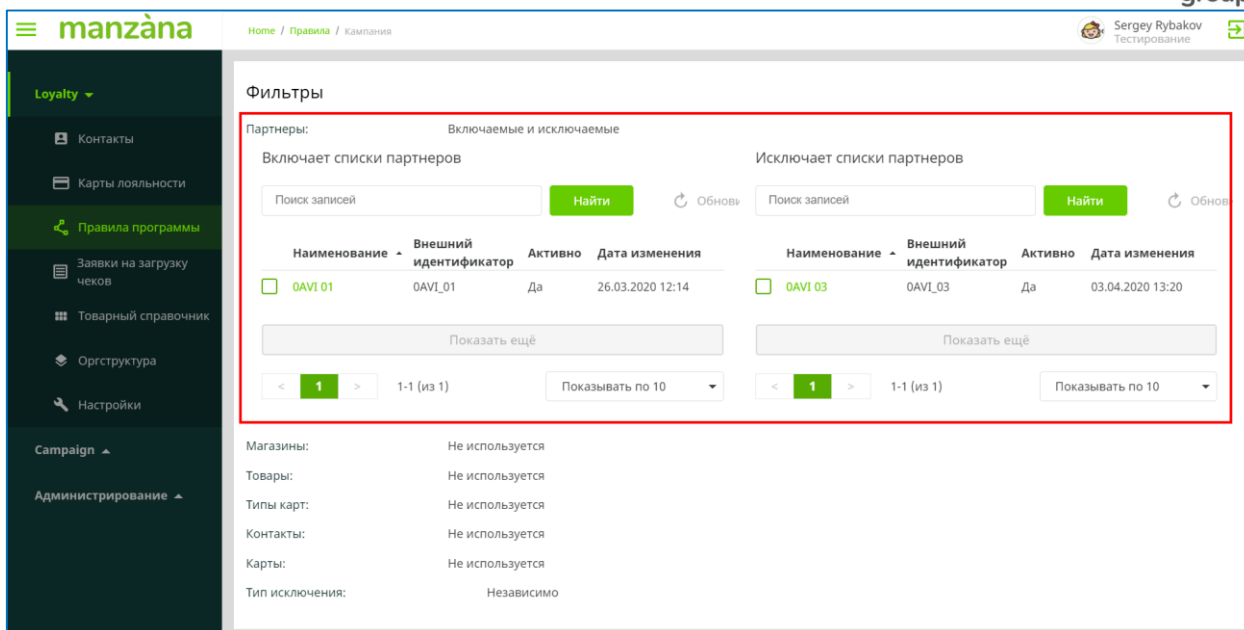 group
manzàna
Home / Правила / Кампания
Sergey Rybakov
Тестирование
Loyalty
Контакты
Карты лояльности
Правила программы
Заявки на загрузку
чеков
Товарный справочник
Оргструктура
Настройки
Campaign
Администрирование
Фильтры
Партнеры: Включаемые и исключаемые
Включает списки партнеров
Поиск записей Найти Обнови
Наименование Внешний идентификатор Активно Дата изменения
0AVI 01 0AVI_01 Да 26.03.2020 12:14
Показать ещё
< 1 > 1-1 (из 1) Показывать по 10
Исключает списки партнеров
Поиск записей Найти Обнов
Наименование Внешний идентификатор Активно Дата изменения
0AVI 03 0AVI_03 Да 03.04.2020 13:20
Показать ещё
< 1 > 1-1 (из 1) Показывать по 10
Магазины: Не используется
Товары: Не используется
Типы карт: Не используется
Контакты: Не используется
Карты: Не используется
Тип исключения: Независимо